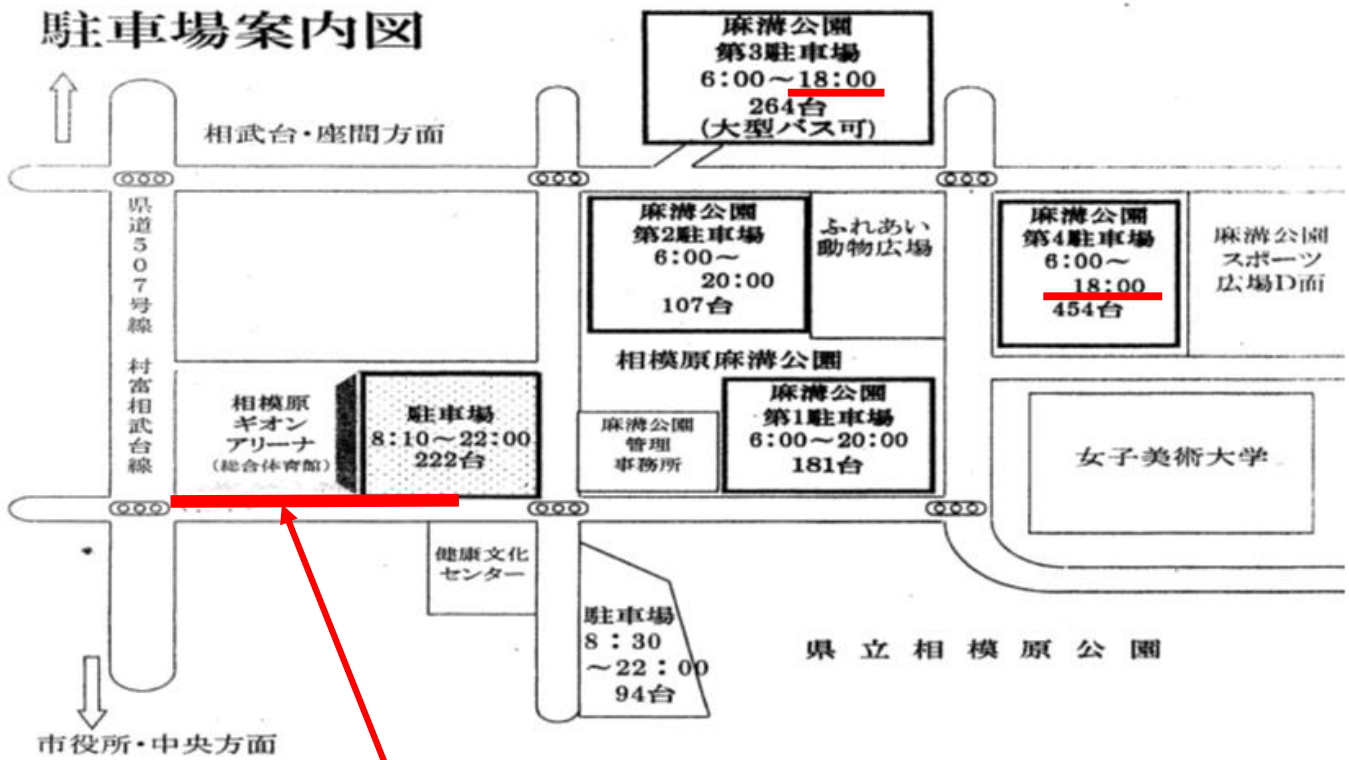 駐車場案内図
麻溝公園
第3駐車場
6:00～18:00
264台
(大型バス可)
相武台・座間方面
県道507号線 村富相武台線
麻溝公園
第2駐車場
6:00～
20:00
107台
ふれあい
動物広場
麻溝公園
第4駐車場
6:00～
18:00
454台
麻溝公園
スポーツ
広場D面
相模原麻溝公園
相模原
ギオン
アリーナ
(総合体育館)
駐車場
8:10～22:00
222台
麻溝公園
管理
事務所
麻溝公園
第1駐車場
6:00～20:00
181台
女子美術大学
健康文化
センター
駐車場
8:30
～22:00
94台
県立相模原公園
市役所・中央方面